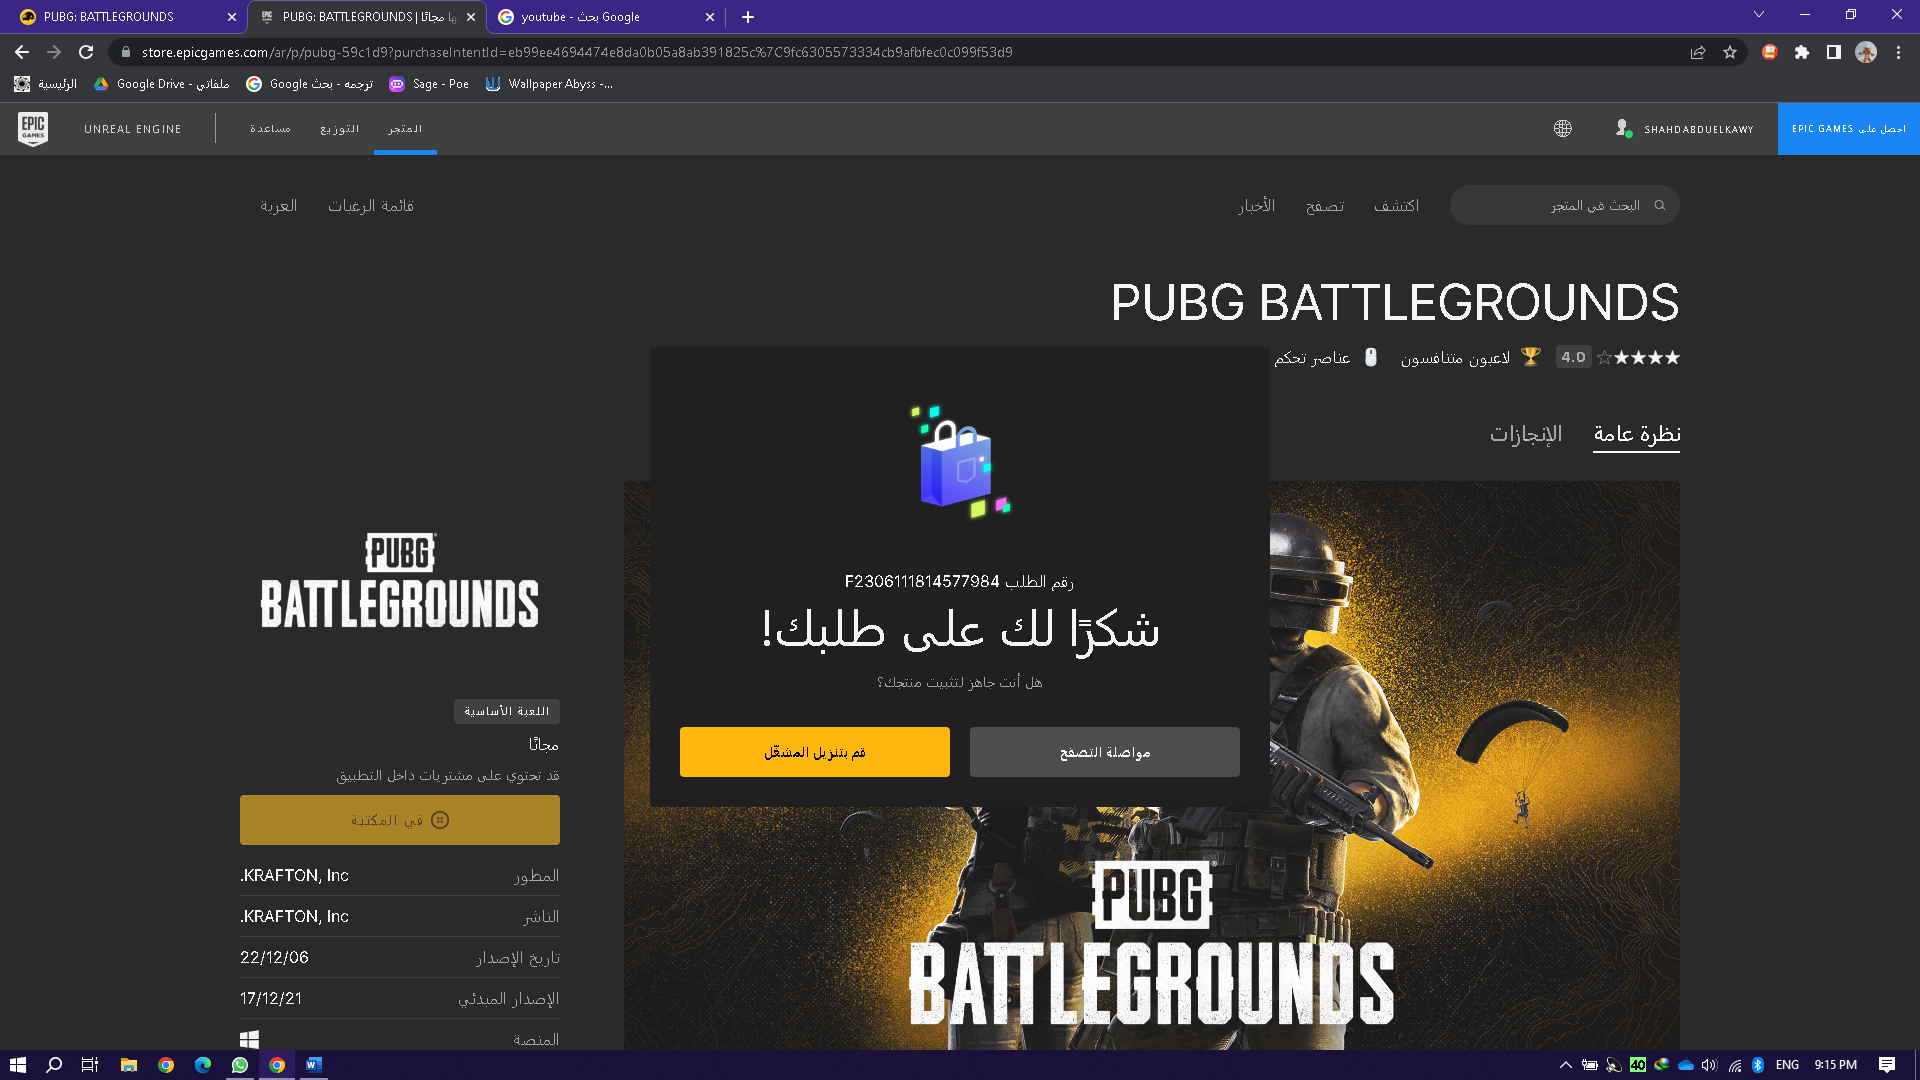 PUBG: BATTLEGROUNDS
PUBG: BATTLEGROUNDS | ها مجانًا
youtube - بحث Google
store.epicgames.com/ar/p/pubg-59c1d9?purchaseIntentId=eb99ee4694474e8da0b05a8ab391825c%7C9fc6305573334cb9afbfec0c099f53d9
الرئيسية
Google Drive - ملفاتي
ترجمه - بحث Google
Sage - Poe
Wallpaper Abyss -...
EPIC GAMES
UNREAL ENGINE
مساعدة
التوزيع
المتجر
SHAHDABDUELKAWY
احصل على EPIC GAMES
البحث في المتجر
اكتشف
تصفح
الأخبار
قائمة الرغبات
العربة
PUBG BATTLEGROUNDS
4.0
لاعبون متنافسون
عناصر تحكم
نظرة عامة
الإنجازات
رقم الطلب F2306111814577984
شكرًا لك على طلبك!
هل أنت جاهز لتثبيت منتجك؟
مواصلة التصفح
قم بتنزيل المشغّل
PUBG
BATTLEGROUNDS
اللعبة الأساسية
مجانًا
قد تحتوي على مشتريات داخل التطبيق
في المكتبة
المطور
KRAFTON, Inc.
الناشر
KRAFTON, Inc.
تاريخ الإصدار
22/12/06
الإصدار المبدئي
17/12/21
المنصة
PUBG
BATTLEGROUNDS
40
ENG
9:15 PM